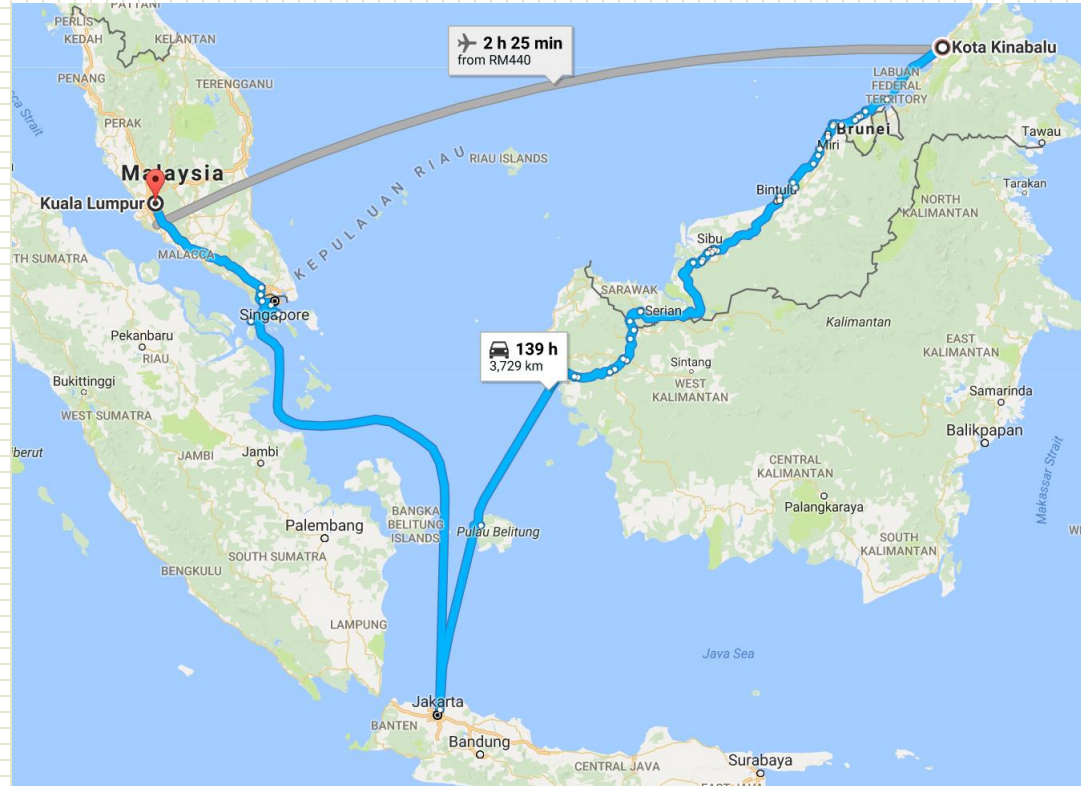 PATTANI
PERLIS
KEDAH
KELANTAN
PENANG
TERENGGANU
PERAK
Malaysia
Kuala Lumpur
MALACCA
Singapore
KEPULAUAN RIAU
RIAU ISLANDS
2 h 25 min
from RM440
Kota Kinabalu
LABUAN
FEDERAL
TERRITORY
Brunei
Miri
Tawau
Tarakan
Bintulu
NORTH
KALIMANTAN
Sibu
SARAWAK
Serian
Kalimantan
139 h
3,729 km
Sintang
WEST
KALIMANTAN
EAST
KALIMANTAN
Samarinda
Balikpapan
CENTRAL
KALIMANTAN
Palangkaraya
SOUTH
KALIMANTAN
Makassar Strait
TH SUMATRA
Pekanbaru
RIAU
Bukittinggi
WEST SUMATRA
iberut
JAMBI
Jambi
BANGKA
BELITUNG
ISLANDS
Pulau Belitung
Palembang
SOUTH SUMATRA
BENGKULU
LAMPUNG
Java Sea
Jakarta
BANTEN
Bandung
CENTRAL JAVA
Surabaya